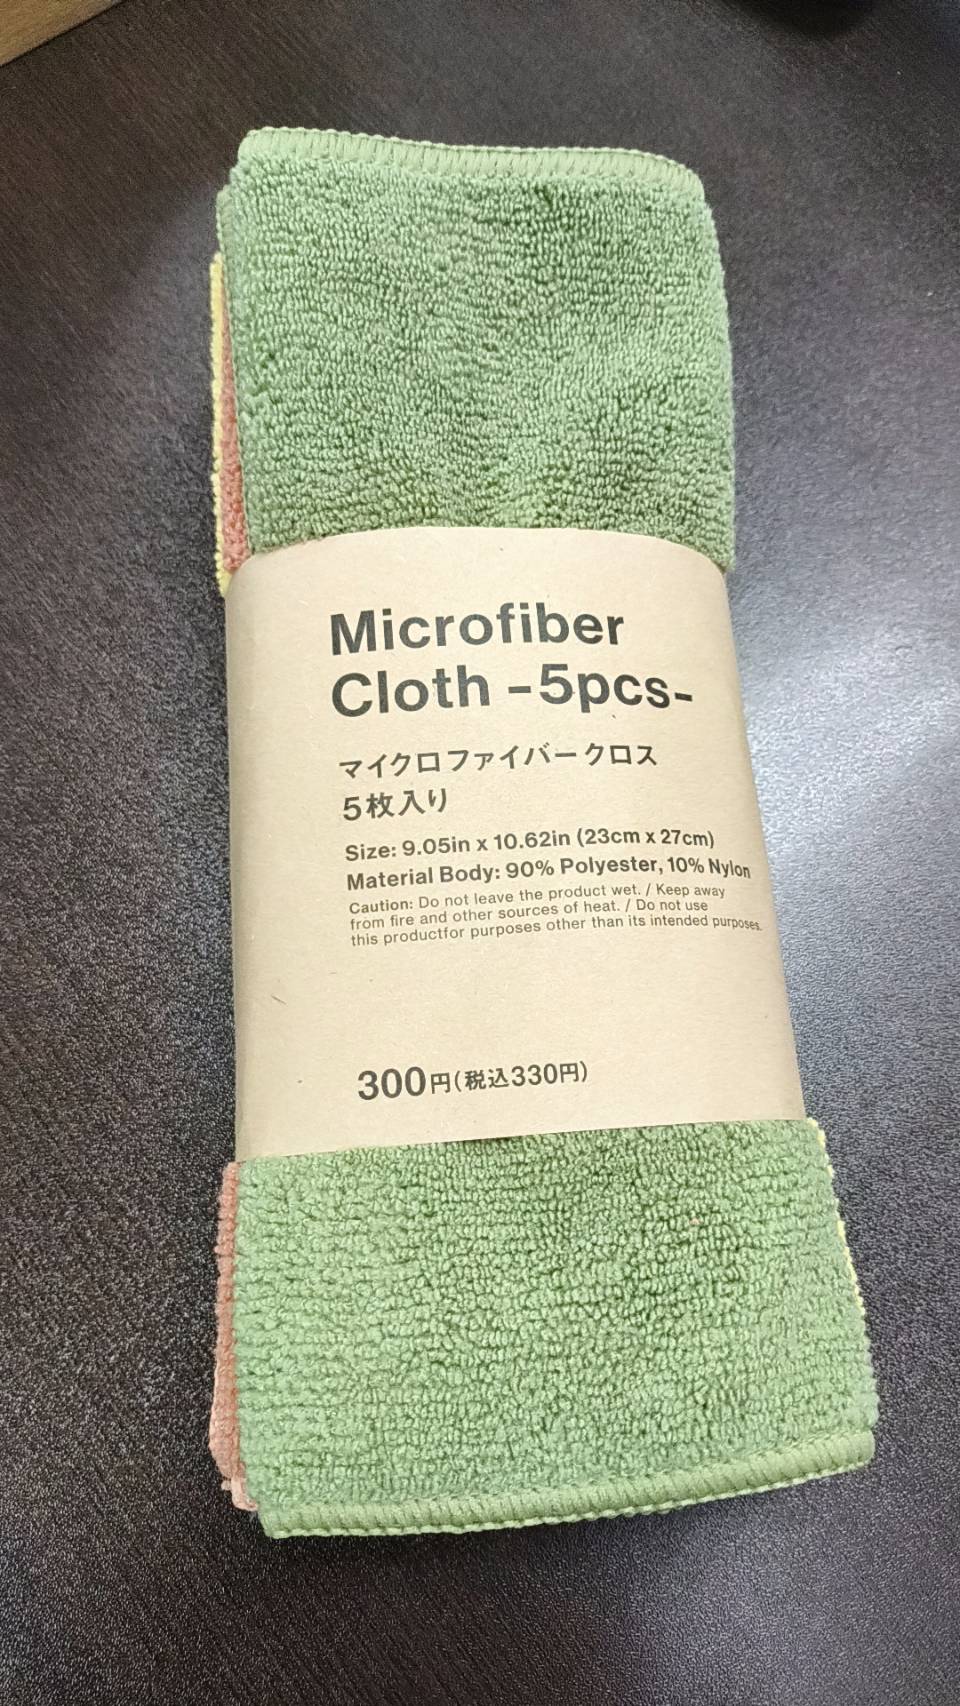 Microfiber
Cloth -5pcs-
マイクロファイバークロス
5枚入り
Size: 9.05in x 10.62in (23cm x 27cm)
Material Body: 90% Polyester, 10% Nylon
Caution: Do not leave the product wet. / Keep away
from fire and other sources of heat. / Do not use
this productfor purposes other than its intended purposes.
300円(税込330円)